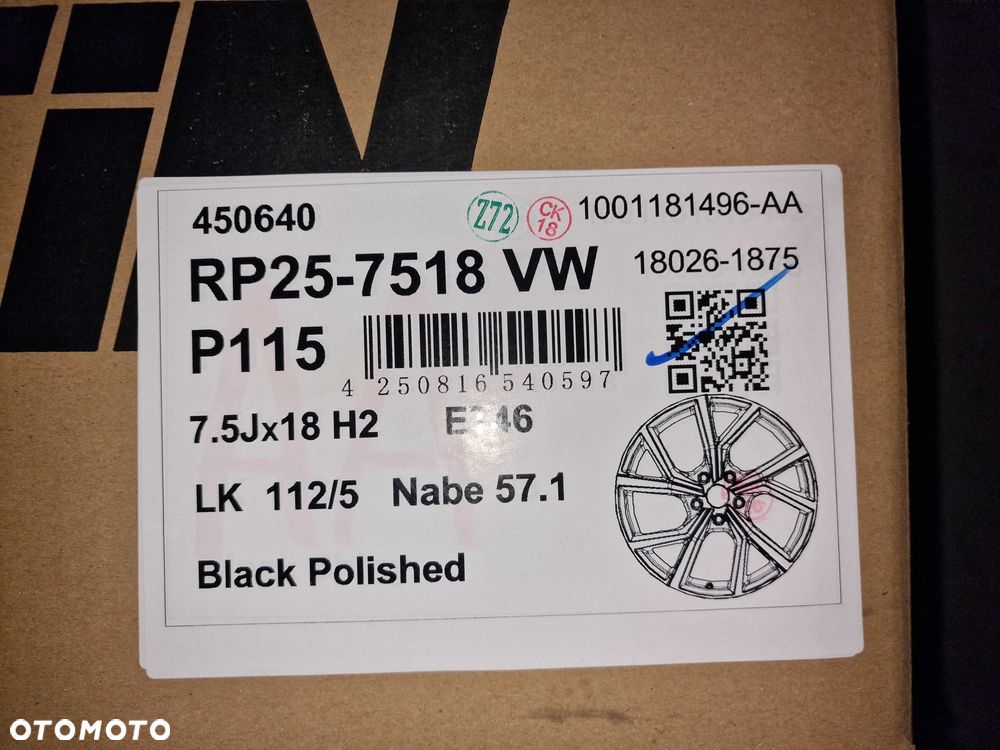 450640
Z72
CK
18
1001181496-AA
RP25-7518 VW
18026-1875
P115
4 250816 540597
7.5Jx18 H2
LK 112/5 Nabe 57.1
Black Polished
OTOMOTO